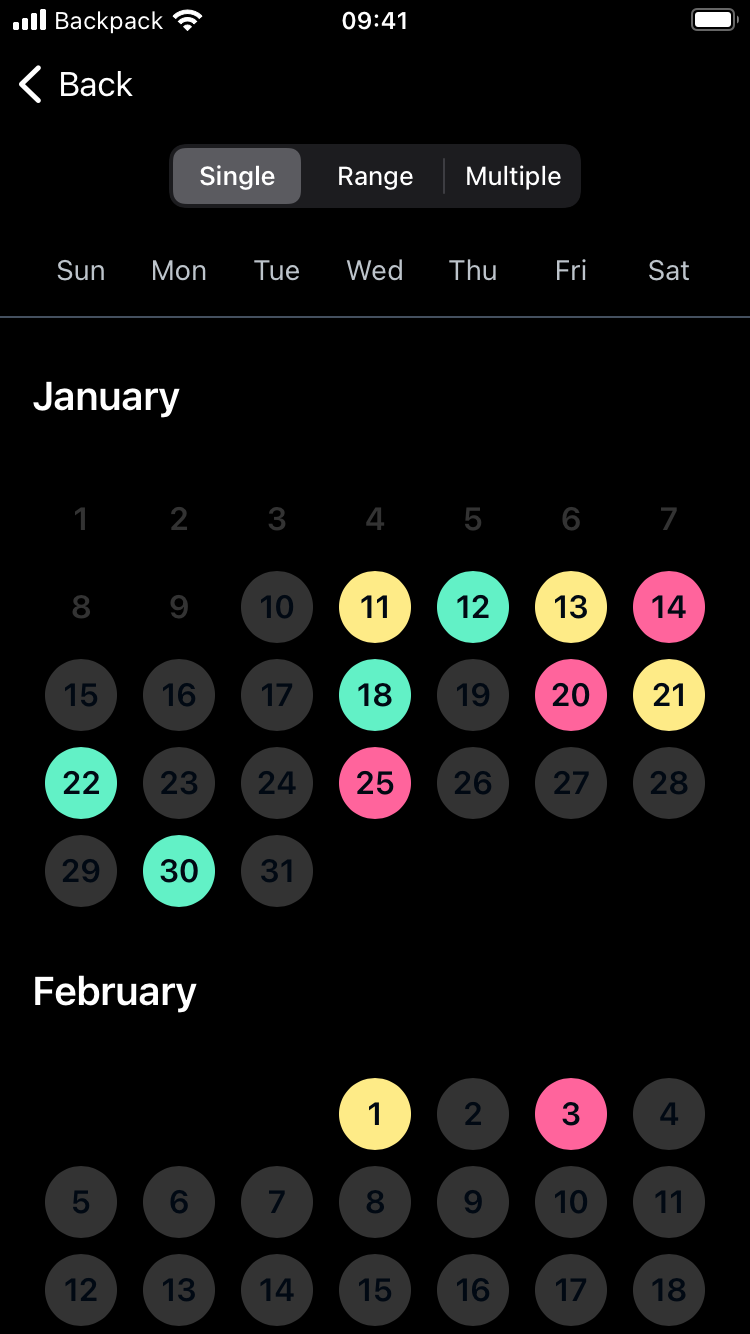 Backpack 09:41
Back
Single Range Multiple
Sun Mon Tue Wed Thu Fri Sat
January
1 2 3 4 5 6 7
8 9 10 11 12 13 14
15 16 17 18 19 20 21
22 23 24 25 26 27 28
29 30 31
February
1 2 3 4
5 6 7 8 9 10 11
12 13 14 15 16 17 18